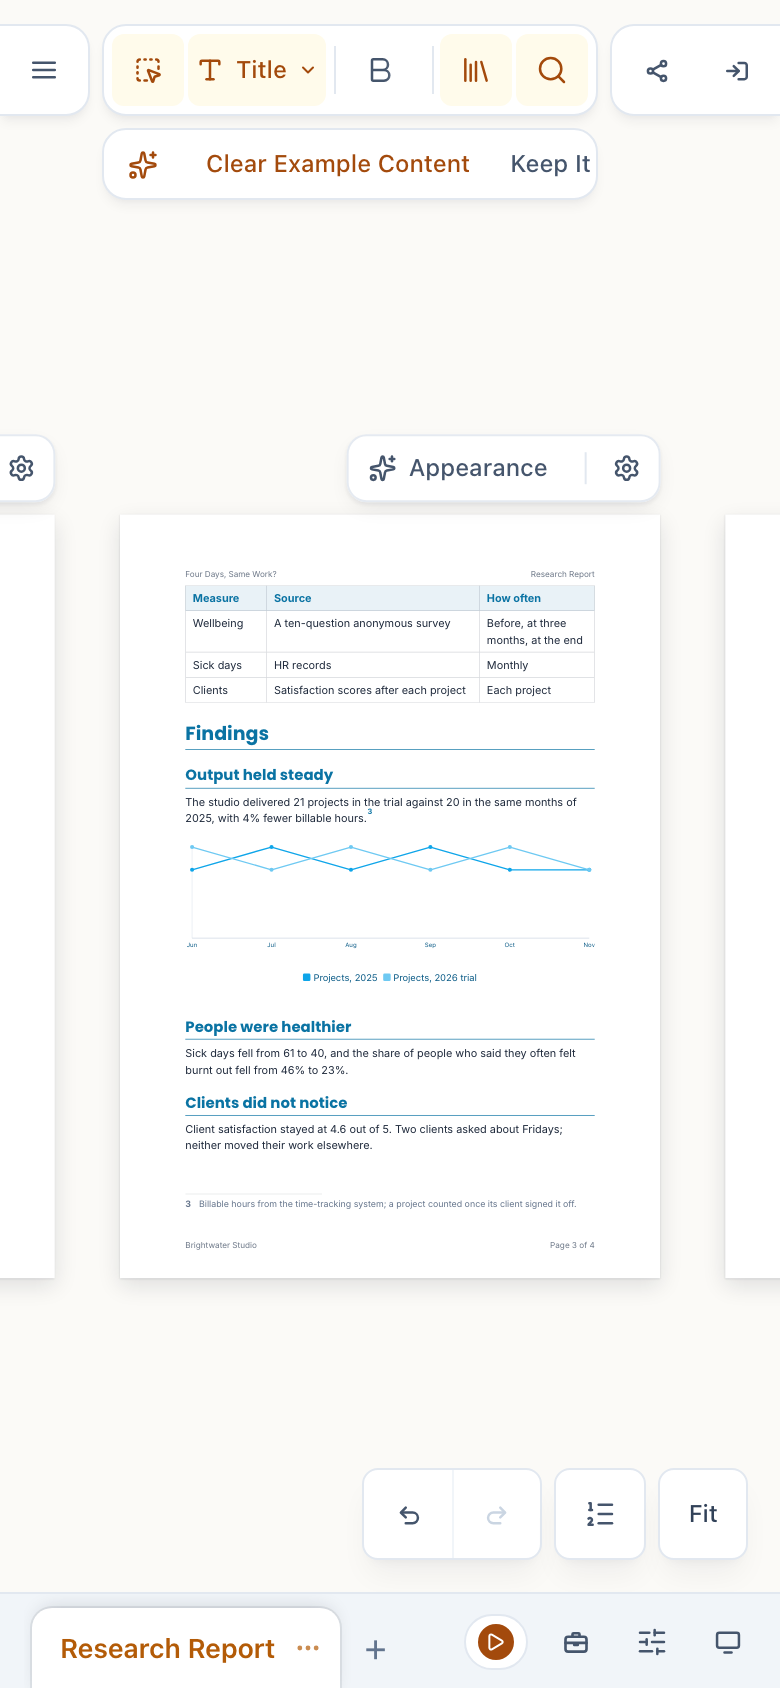 Title
B
Clear Example Content Keep It
Appearance
Four Days, Same Work? Research Report
Measure Source How often
Wellbeing A ten-question anonymous survey Before, at three
months, at the end
Sick days HR records Monthly
Clients Satisfaction scores after each project Each project
Findings
Output held steady
The studio delivered 21 projects in the trial against 20 in the same months of
2025, with 4% fewer billable hours.3
Jun Jul Aug Sep Oct Nov
Projects, 2025 Projects, 2026 trial
People were healthier
Sick days fell from 61 to 40, and the share of people who said they often felt
burnt out fell from 46% to 23%.
Clients did not notice
Client satisfaction stayed at 4.6 out of 5. Two clients asked about Fridays;
neither moved their work elsewhere.
3 Billable hours from the time-tracking system; a project counted once its client signed it off.
Brightwater Studio Page 3 of 4
Fit
Research Report